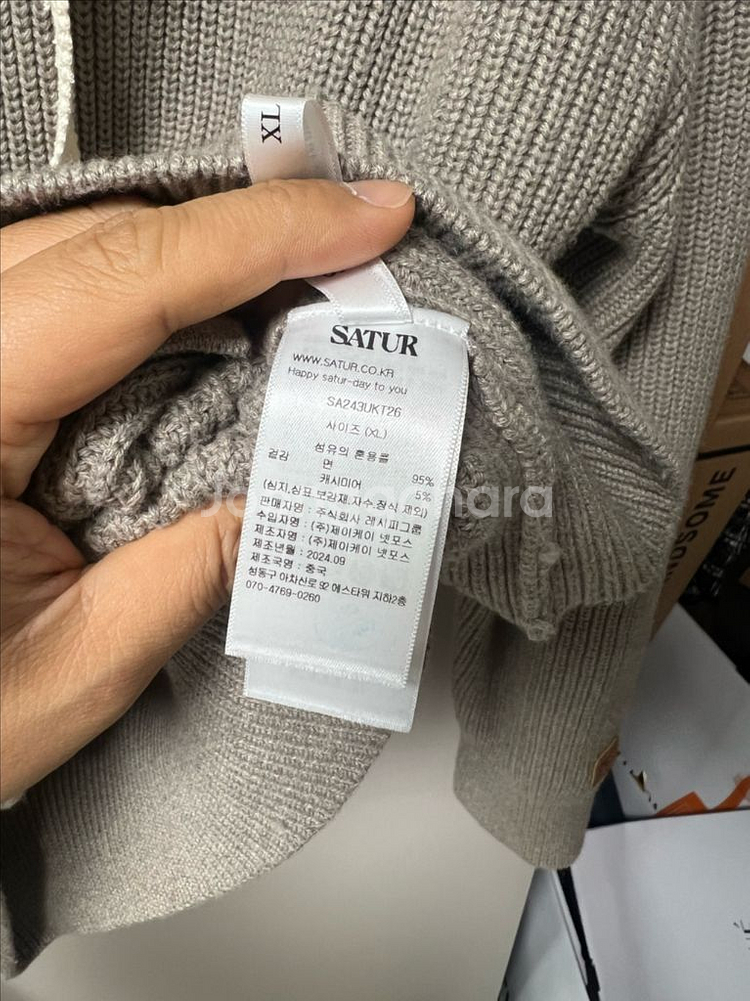 XL
SATUR
WWW.SATUR.CO.KR
Happy satur-day to you
SA243UKT26
사이즈 (XL)
섬유의 혼용률
겉감 면 95%
캐시미어 5%
(심지,심표 보강재,자수,장식 제외)
판매자명 : 주식회사 레시피그룹
수입자명 : (주)제이케이 넷포스
제조자명 : (주)제이케이 넷포스
제조년월 : 2024.09
제조국명 : 중국
성동구 아차산로 92 에스타워 지하2층
070-4769-0260
NDSOME